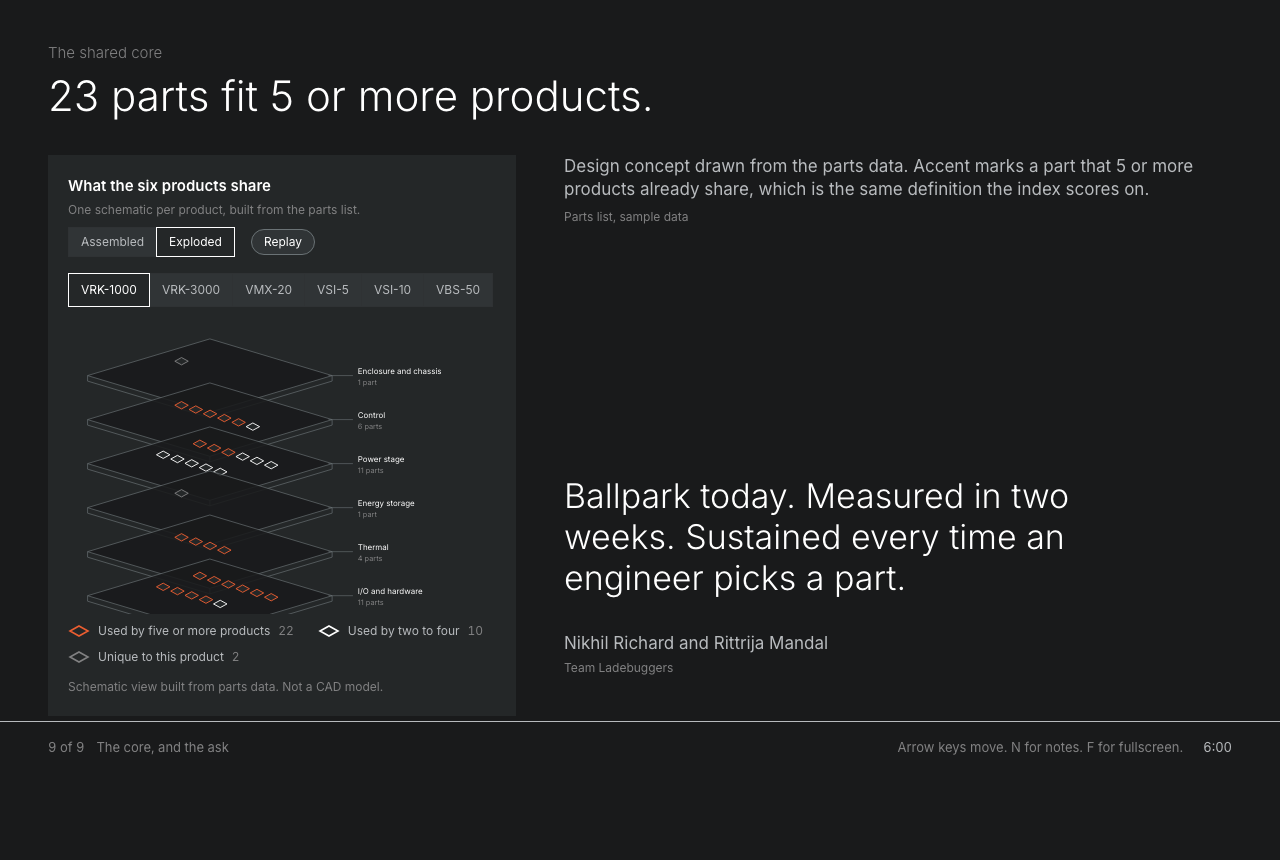 The shared core
23 parts fit 5 or more products.
What the six products share
One schematic per product, built from the parts list.
Assembled Exploded Replay
VRK-1000 VRK-3000 VMX-20 VSI-5 VSI-10 VBS-50
Enclosure and chassis
1 part
Control
6 parts
Power stage
11 parts
Energy storage
1 part
Thermal
4 parts
I/O and hardware
11 parts
Used by five or more products 22 Used by two to four 10
Unique to this product 2
Schematic view built from parts data. Not a CAD model.
Design concept drawn from the parts data. Accent marks a part that 5 or more
products already share, which is the same definition the index scores on.
Parts list, sample data
Ballpark today. Measured in two
weeks. Sustained every time an
engineer picks a part.
Nikhil Richard and Rittrija Mandal
Team Ladebuggers
9 of 9 The core, and the ask
Arrow keys move. N for notes. F for fullscreen. 6:00